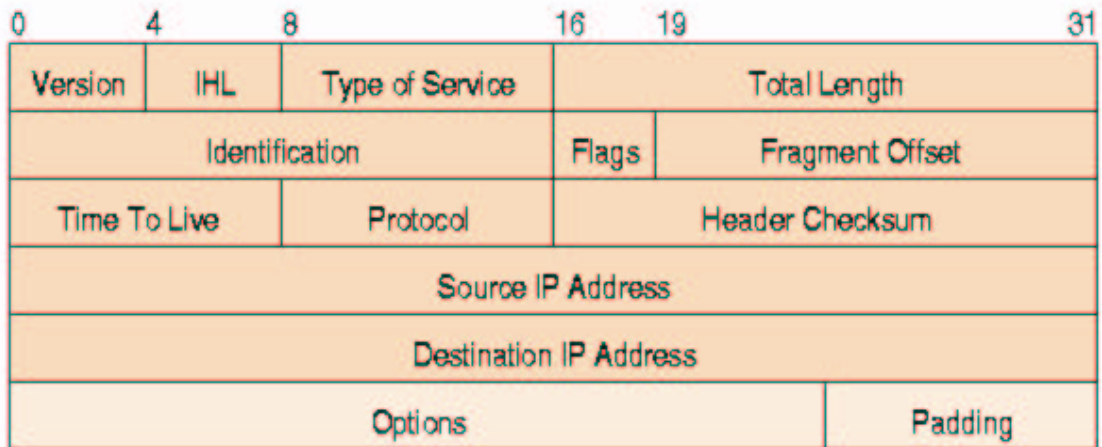 0 4 8 16 19 31
Version IHL Type of Service Total Length
Identification Flags Fragment Offset
Time To Live Protocol Header Checksum
Source IP Address
Destination IP Address
Options Padding